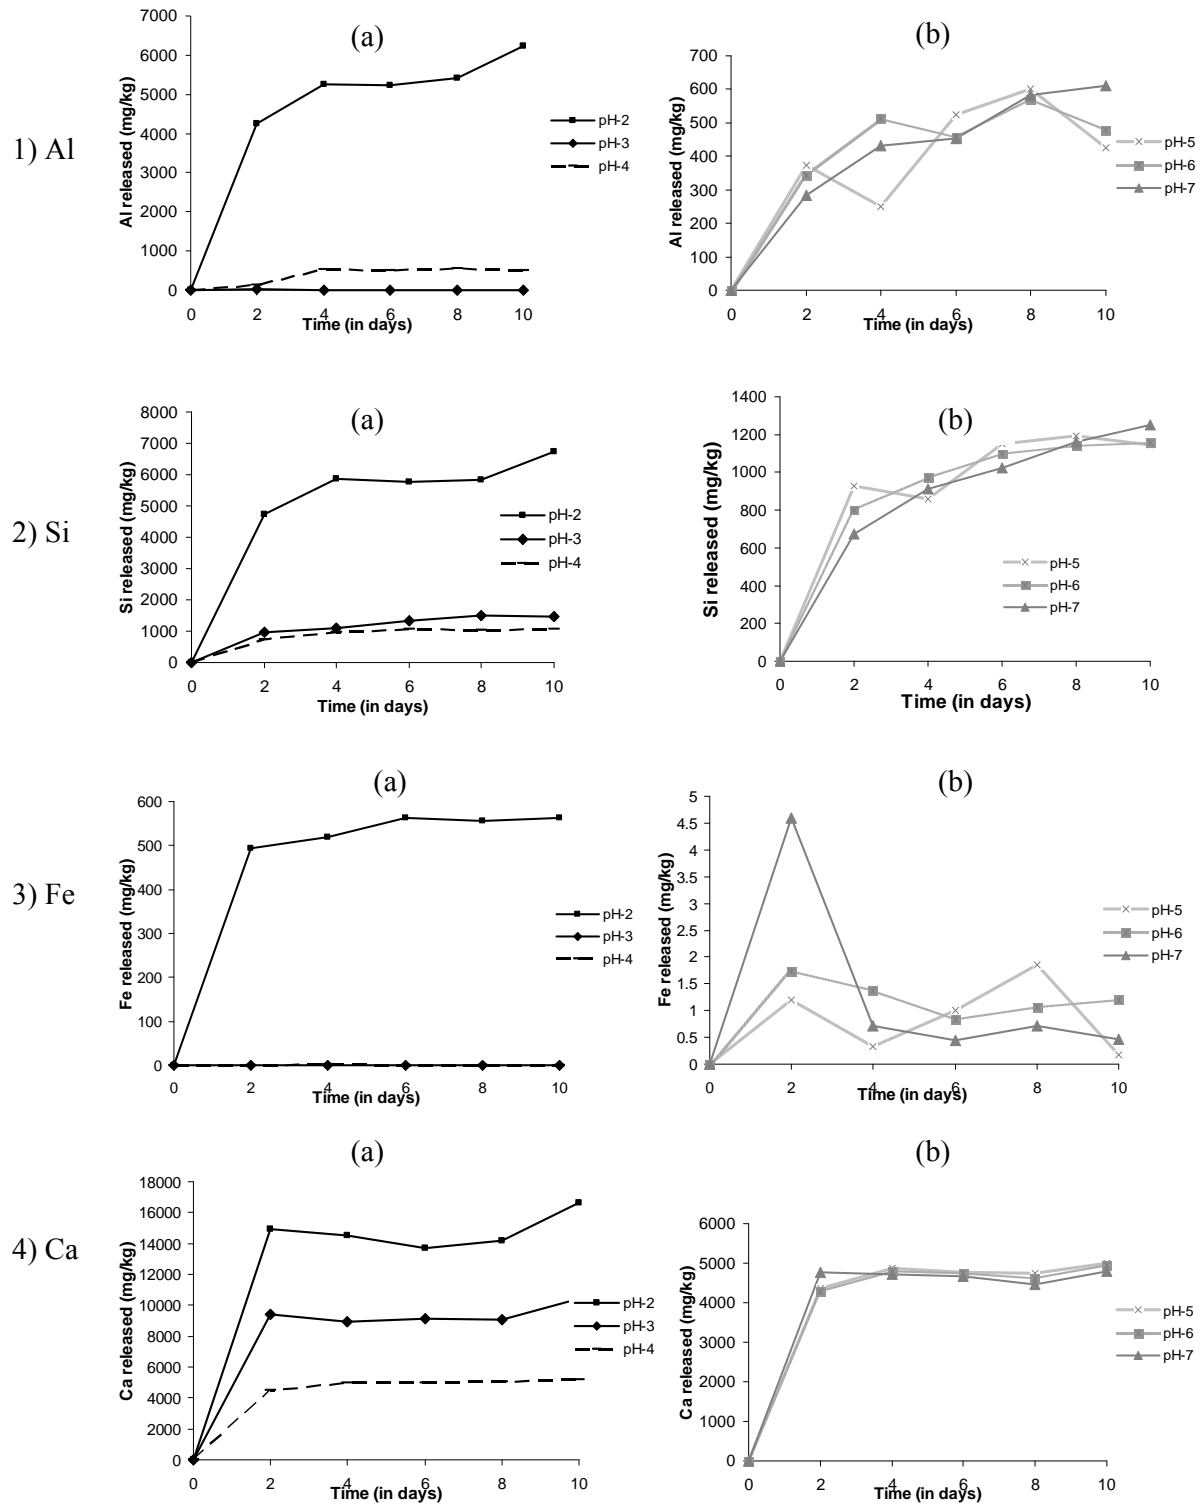 1) Al
(a)
Al released (mg/kg)
7000
6000
5000
4000
3000
2000
1000
0
0 2 4 6 8 10
Time (in days)
pH-2
pH-3
pH-4
(b)
Al released (mg/kg)
700
600
500
400
300
200
100
0
0 2 4 6 8 10
Time (in days)
pH-5
pH-6
pH-7
2) Si
(a)
Si released (mg/kg)
8000
7000
6000
5000
4000
3000
2000
1000
0
0 2 4 6 8 10
Time (in days)
pH-2
pH-3
pH-4
(b)
Si released (mg/kg)
1400
1200
1000
800
600
400
200
0
0 2 4 6 8 10
Time (in days)
pH-5
pH-6
pH-7
3) Fe
(a)
Fe released (mg/kg)
600
500
400
300
200
100
0
0 2 4 6 8 10
Time (in days)
pH-2
pH-3
pH-4
(b)
Fe released (mg/kg)
5
4.5
4
3.5
3
2.5
2
1.5
1
0.5
0
0 2 4 6 8 10
Time (in days)
pH-5
pH-6
pH-7
4) Ca
(a)
Ca released (mg/kg)
18000
16000
14000
12000
10000
8000
6000
4000
2000
0
0 2 4 6 8 10
Time (in days)
pH-2
pH-3
pH-4
(b)
Ca released (mg/kg)
6000
5000
4000
3000
2000
1000
0
0 2 4 6 8 10
Time (in days)
pH-5
pH-6
pH-7